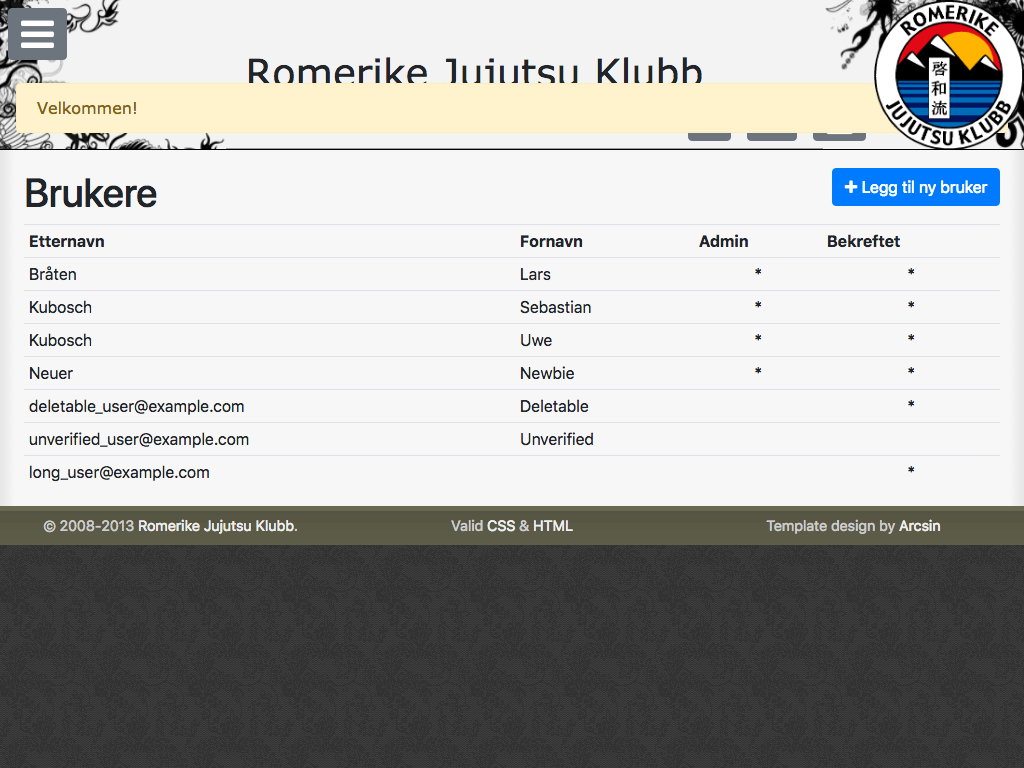 Romerike Jujutsu Klubb
ROMERIKE
啓和流
JUJUTSU KLUBB
Velkommen!
Brukere
Legg til ny bruker
Etternavn Fornavn Admin Bekreftet
Bråten Lars * *
Kubosch Sebastian * *
Kubosch Uwe * *
Neuer Newbie * *
deletable_user@example.com Deletable *
unverified_user@example.com Unverified
long_user@example.com *
© 2008-2013 Romerike Jujutsu Klubb. Valid CSS & HTML Template design by Arcsin